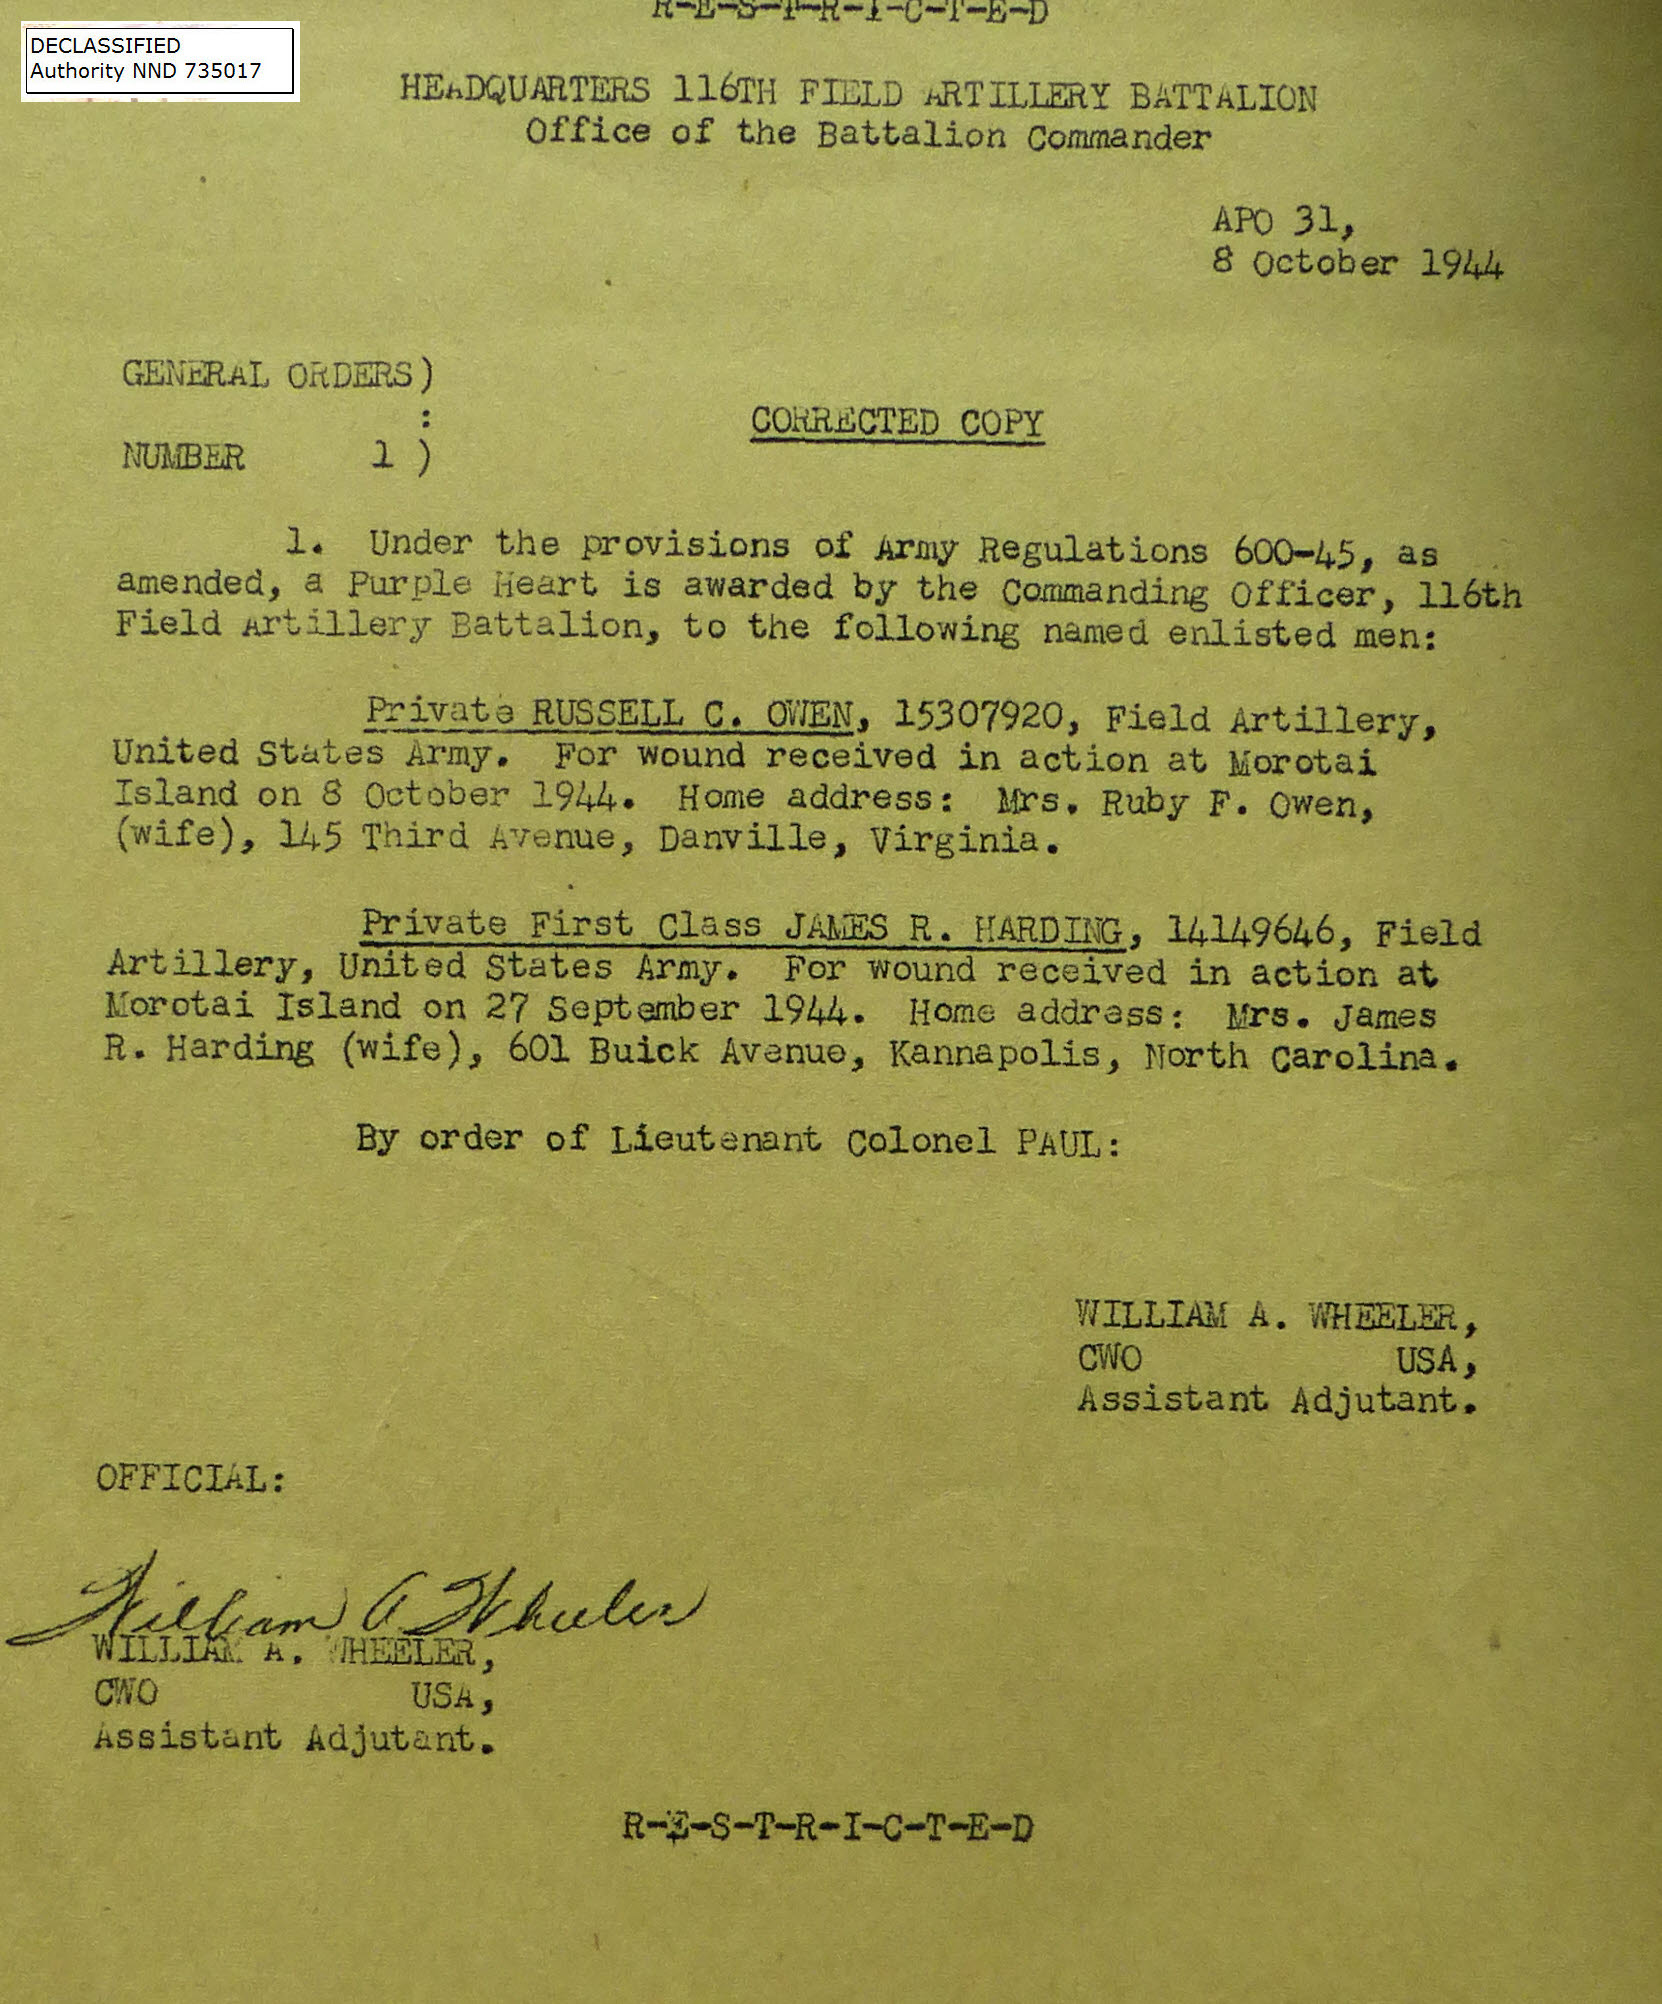 R-E-S-T-R-I-C-T-E-D
DECLASSIFIED
Authority NND 735017
HEADQUARTERS 116TH FIELD ARTILLERY BATTALION
Office of the Battalion Commander
APO 31,
8 October 1944
GENERAL ORDERS)
:
CORRECTED COPY
NUMBER 1 )
1. Under the provisions of Army Regulations 600-45, as
amended, a Purple Heart is awarded by the Commanding Officer, 116th
Field Artillery Battalion, to the following named enlisted men:
Private RUSSELL C. OWEN, 15307920, Field Artillery,
United States Army. For wound received in action at Morotai
Island on 8 October 1944. Home address: Mrs. Ruby F. Owen,
(wife), 145 Third Avenue, Danville, Virginia.
Private First Class JAMES R. HARDING, 14149646, Field
Artillery, United States Army. For wound received in action at
Morotai Island on 27 September 1944. Home address: Mrs. James
R. Harding (wife), 601 Buick Avenue, Kannapolis, North Carolina.
By order of Lieutenant Colonel PAUL:
WILLIAM A. WHEELER,
CWO USA,
Assistant Adjutant.
OFFICIAL:
William A Wheeler
WILLIAM A. WHEELER,
CWO USA,
Assistant Adjutant.
R-E-S-T-R-I-C-T-E-D